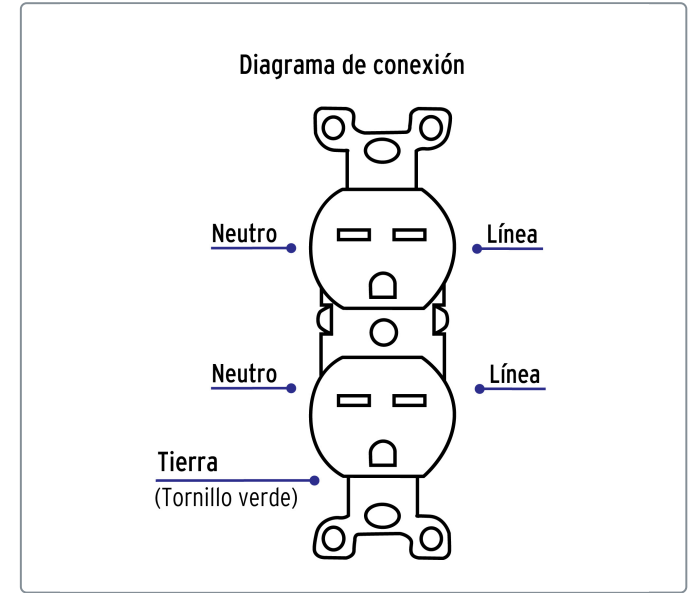 Diagrama de conexión
Neutro
Línea
Neutro
Línea
Tierra
(Tornillo verde)